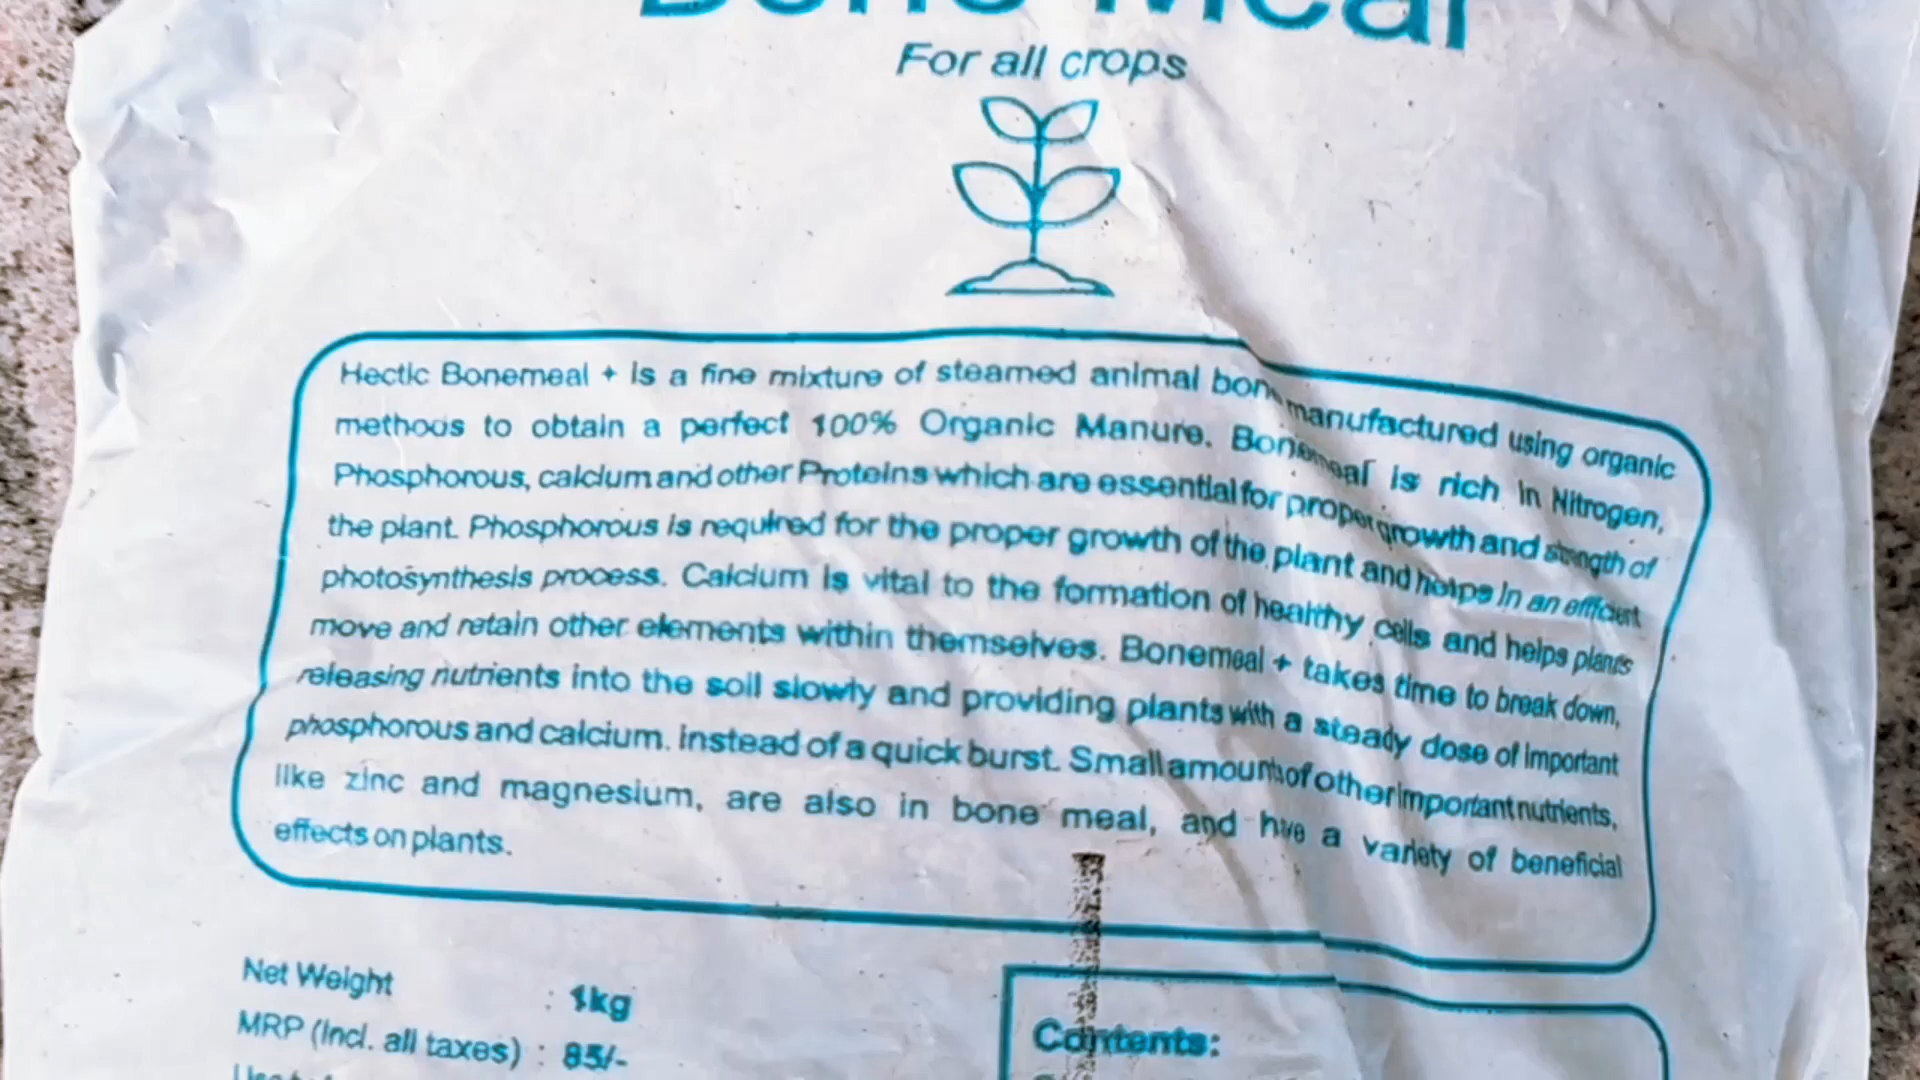 Bone Meal
For all crops
Hectic Bonemeal + is a fine mixture of steamed animal bone manufactured using organic
methods to obtain a perfect 100% Organic Manure. Bonemeal is rich in Nitrogen,
Phosphorous, calcium and other Proteins which are essential for proper growth and strength of
the plant. Phosphorous is required for the proper growth of the plant and helps in an efficient
photosynthesis process. Calcium is vital to the formation of healthy cells and helps plants
move and retain other elements within themselves. Bonemeal + takes time to break down,
releasing nutrients into the soil slowly and providing plants with a steady dose of important
phosphorous and calcium. instead of a quick burst. Small amounts of other important nutrients,
like zinc and magnesium, are also in bone meal, and have a variety of beneficial
effects on plants.
Net Weight : 1kg
MRP (Incl. all taxes) : 85/-
Contents: